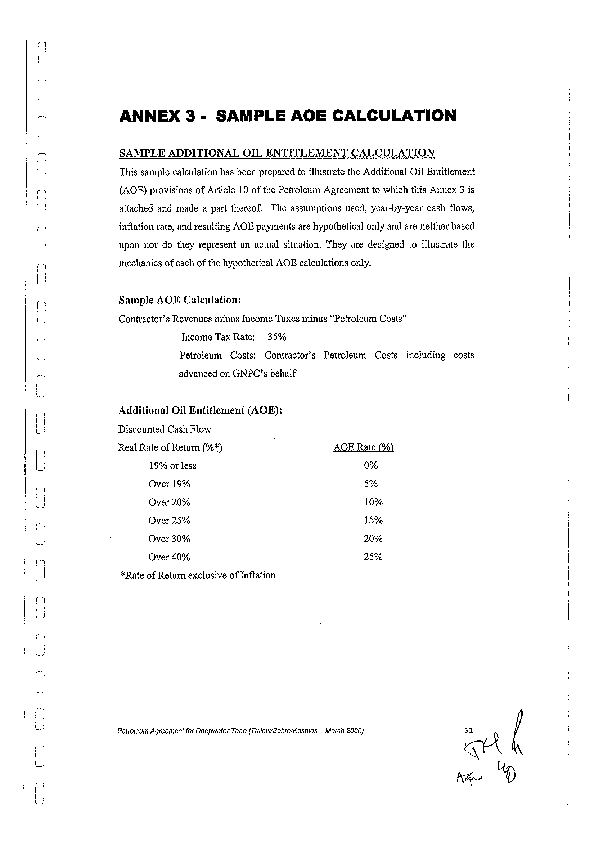 ANNEX 3 - SAMPLE AOE CALCULATION
SAMPLE ADDITIONAL OIL ENTITLEMENT CALCULATION
This sample calculation has been prepared to illustrate the Additional Oil Entitlement
(AOE) provisions of Article 10 of the Petroleum Agreement to which this Annex 3 is
attached and made a part thereof. The assumptions used, year-by-year cash flows,
inflation rate, and resulting AOE payments are hypothetical only and are neither based
upon nor do they represent an actual situation. They are designed to illustrate the
mechanics of each of the hypothetical AOE calculations only.
Sample AOE Calculation:
Contractor's Revenues minus Income Taxes minus "Petroleum Costs"
Income Tax Rate: 35%
Petroleum Costs: Contractor's Petroleum Costs including costs
advanced on GNPC's behalf
Additional Oil Entitlement (AOE):
Discounted Cash Flow
Real Rate of Return (%*) AOE Rate (%)
19% or less 0%
Over 19% 5%
Over 20% 10%
Over 25% 15%
Over 30% 20%
Over 40% 25%
*Rate of Return exclusive of Inflation
Petroleum Agreement for Deepwater Tano March